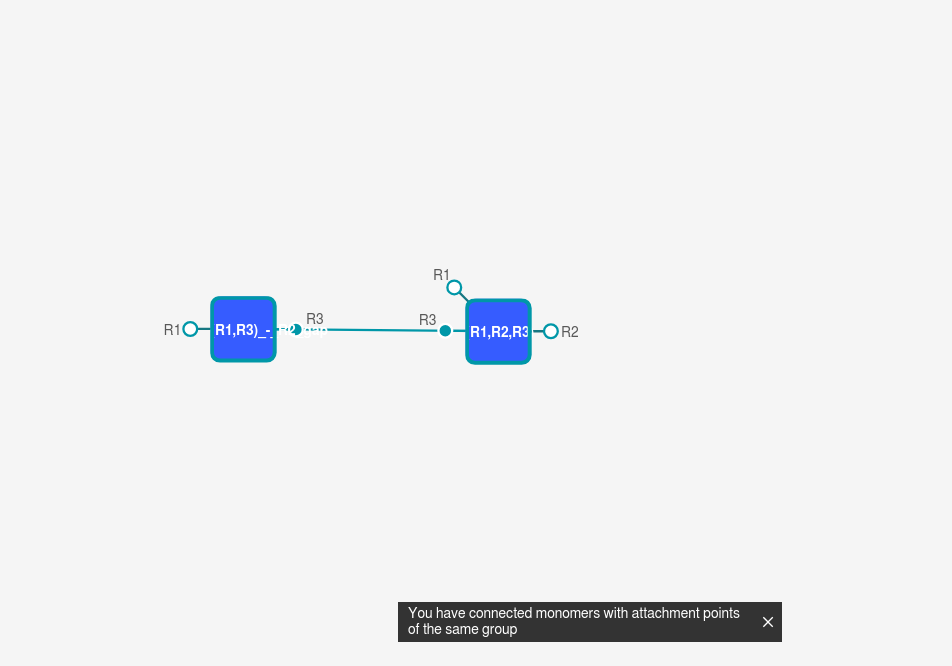 R1
R1
R3
R3
R1,R3)_-_R2_gap
R1,R2,R3
R2
You have connected monomers with attachment points
of the same group